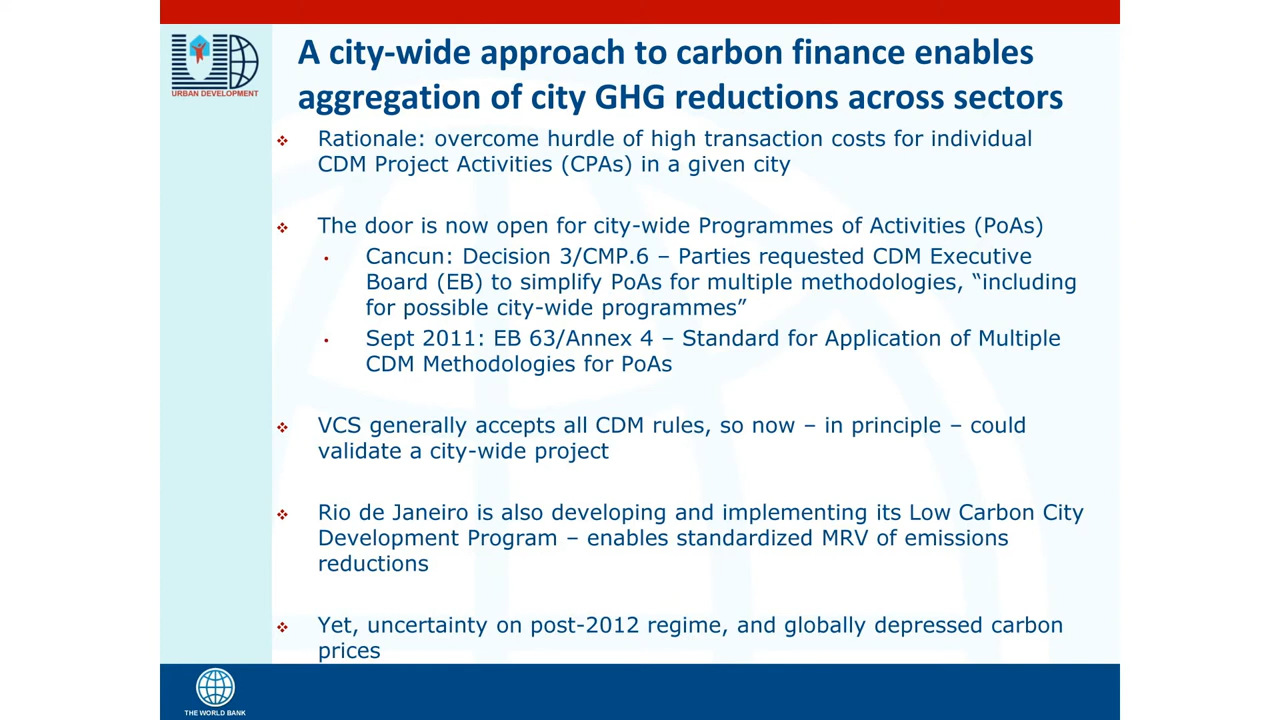 URBAN DEVELOPMENT
A city-wide approach to carbon finance enables
aggregation of city GHG reductions across sectors
❖ Rationale: overcome hurdle of high transaction costs for individual
CDM Project Activities (CPAs) in a given city
❖ The door is now open for city-wide Programmes of Activities (PoAs)
• Cancun: Decision 3/CMP.6 – Parties requested CDM Executive
Board (EB) to simplify PoAs for multiple methodologies, “including
for possible city-wide programmes”
• Sept 2011: EB 63/Annex 4 – Standard for Application of Multiple
CDM Methodologies for PoAs
❖ VCS generally accepts all CDM rules, so now – in principle – could
validate a city-wide project
❖ Rio de Janeiro is also developing and implementing its Low Carbon City
Development Program – enables standardized MRV of emissions
reductions
❖ Yet, uncertainty on post-2012 regime, and globally depressed carbon
prices
THE WORLD BANK